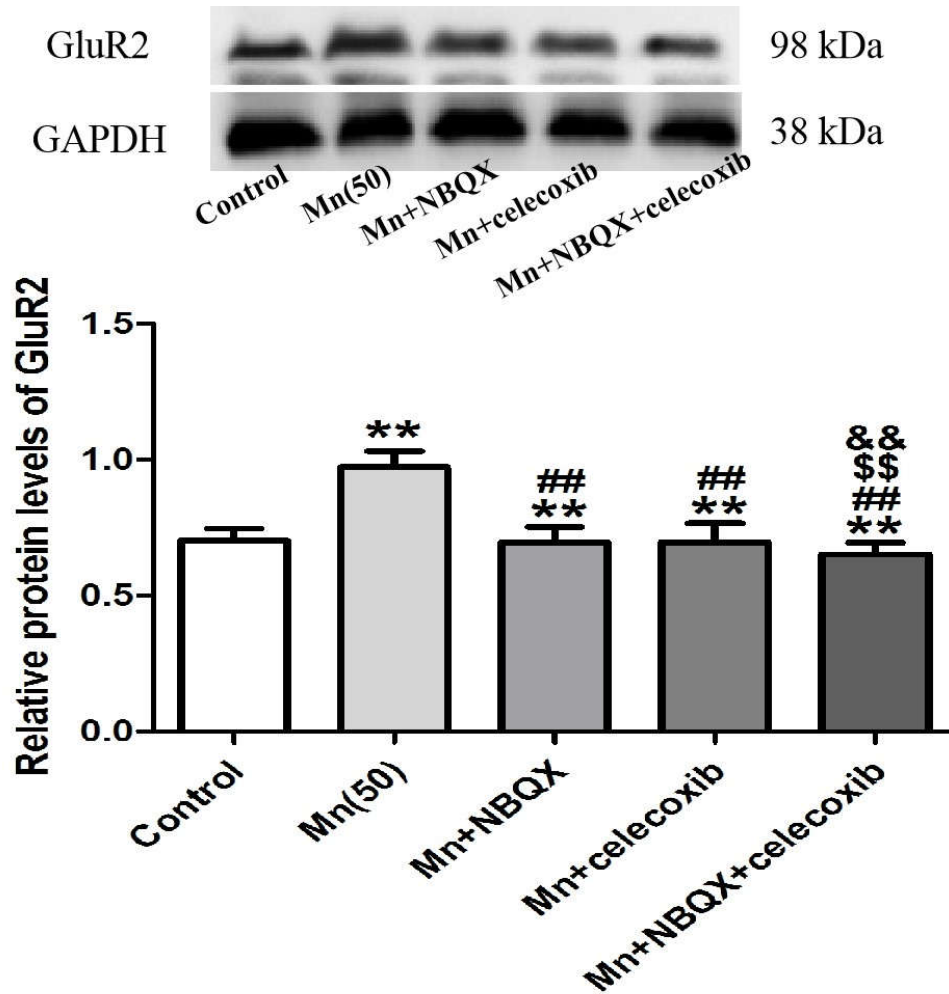 GluR2
98 kDa
GAPDH
38 kDa
Control
Mn(50)
Mn+NBQX
Mn+celecoxib
Mn+NBQX+celecoxib
Relative protein levels of GluR2
1.5
1.0
0.5
0.0
**
##
**
##
**
&&
$$
##
**
Control
Mn(50)
Mn+NBQX
Mn+celecoxib
Mn+NBQX+celecoxib